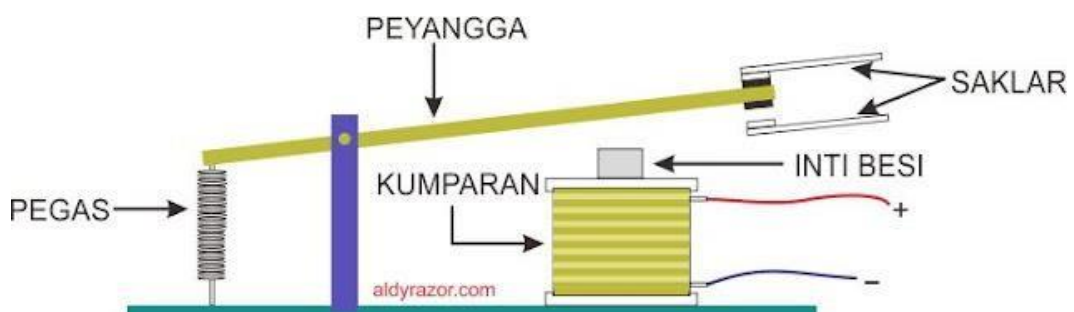 PEYANGGA
SAKLAR
INTI BESI
KUMPARAN
PEGAS
+
aldyrazor.com
-